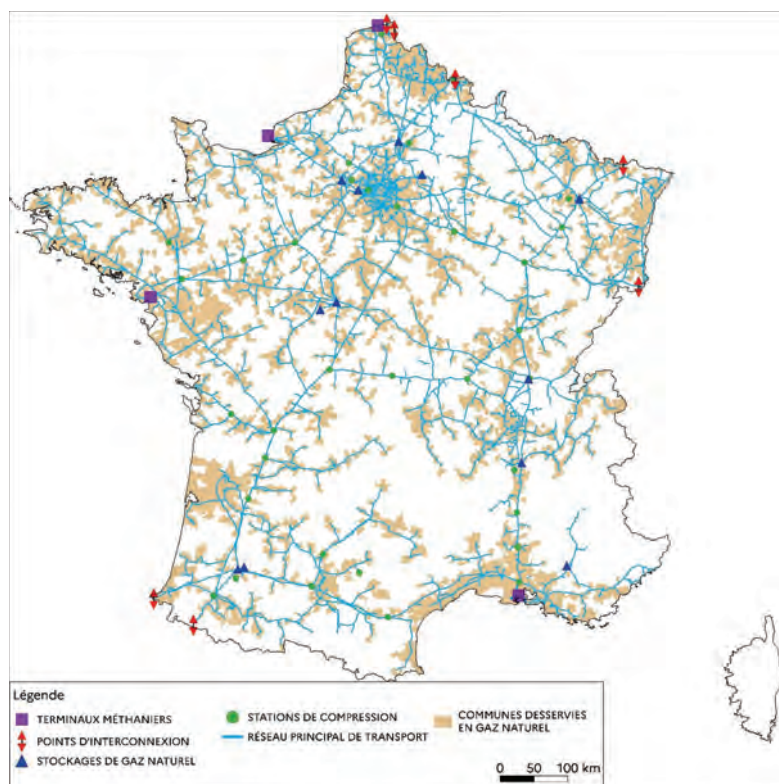 Légende
TERMINAUX MÉTHANIERS
POINTS D'INTERCONNEXION
STOCKAGES DE GAZ NATUREL
STATIONS DE COMPRESSION
RÉSEAU PRINCIPAL DE TRANSPORT
COMMUNES DESSERVIES
EN GAZ NATUREL
0 50 100 km